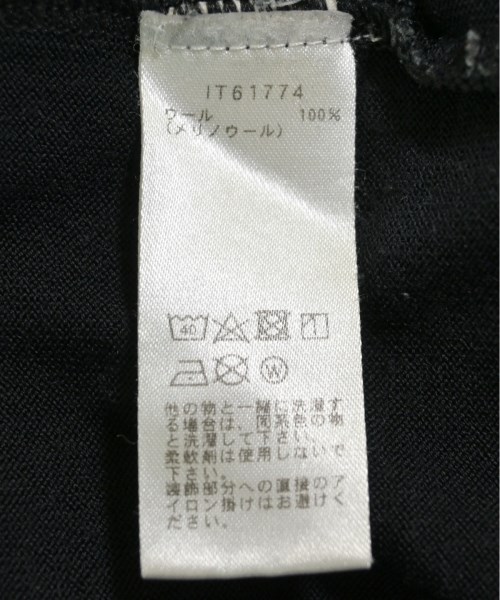 IT61774
ウール 100%
(メリノウール)
40
W
他の物と一緒に洗濯す
る場合は、同系色の物
と洗濯して下さい。
柔軟剤は使用しないで
下さい。
装飾部分への直接のア
イロン掛けはお避けく
ださい。